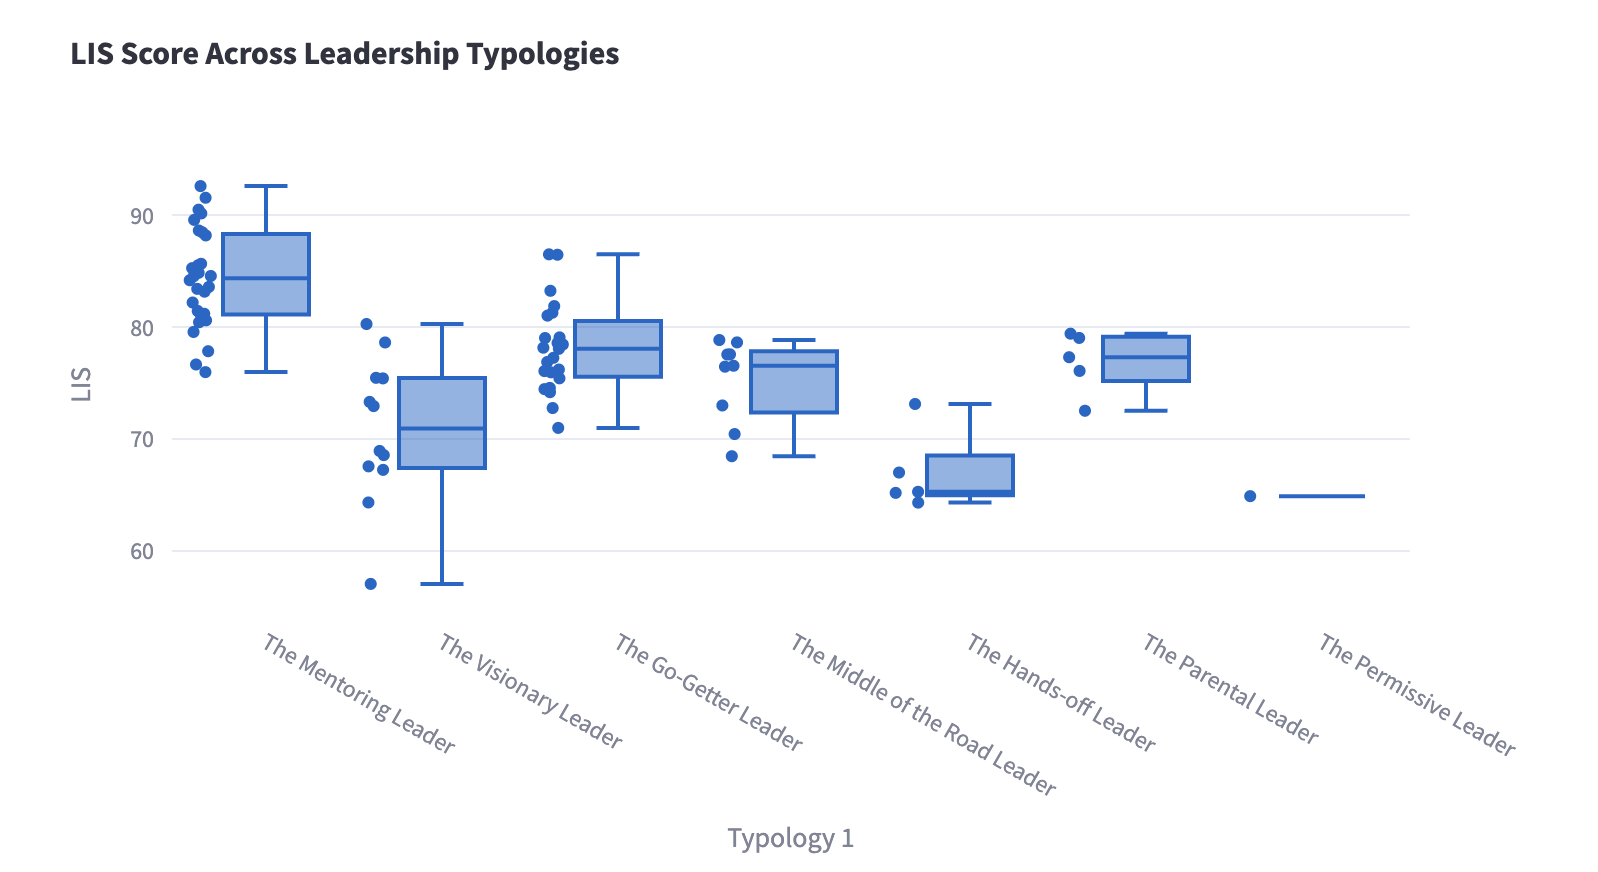 LIS Score Across Leadership Typologies
90
80
70
60
LIS
The Mentoring Leader
The Visionary Leader
The Go-Getter Leader
The Middle of the Road Leader
The Hands-off Leader
The Parental Leader
The Permissive Leader
Typology 1